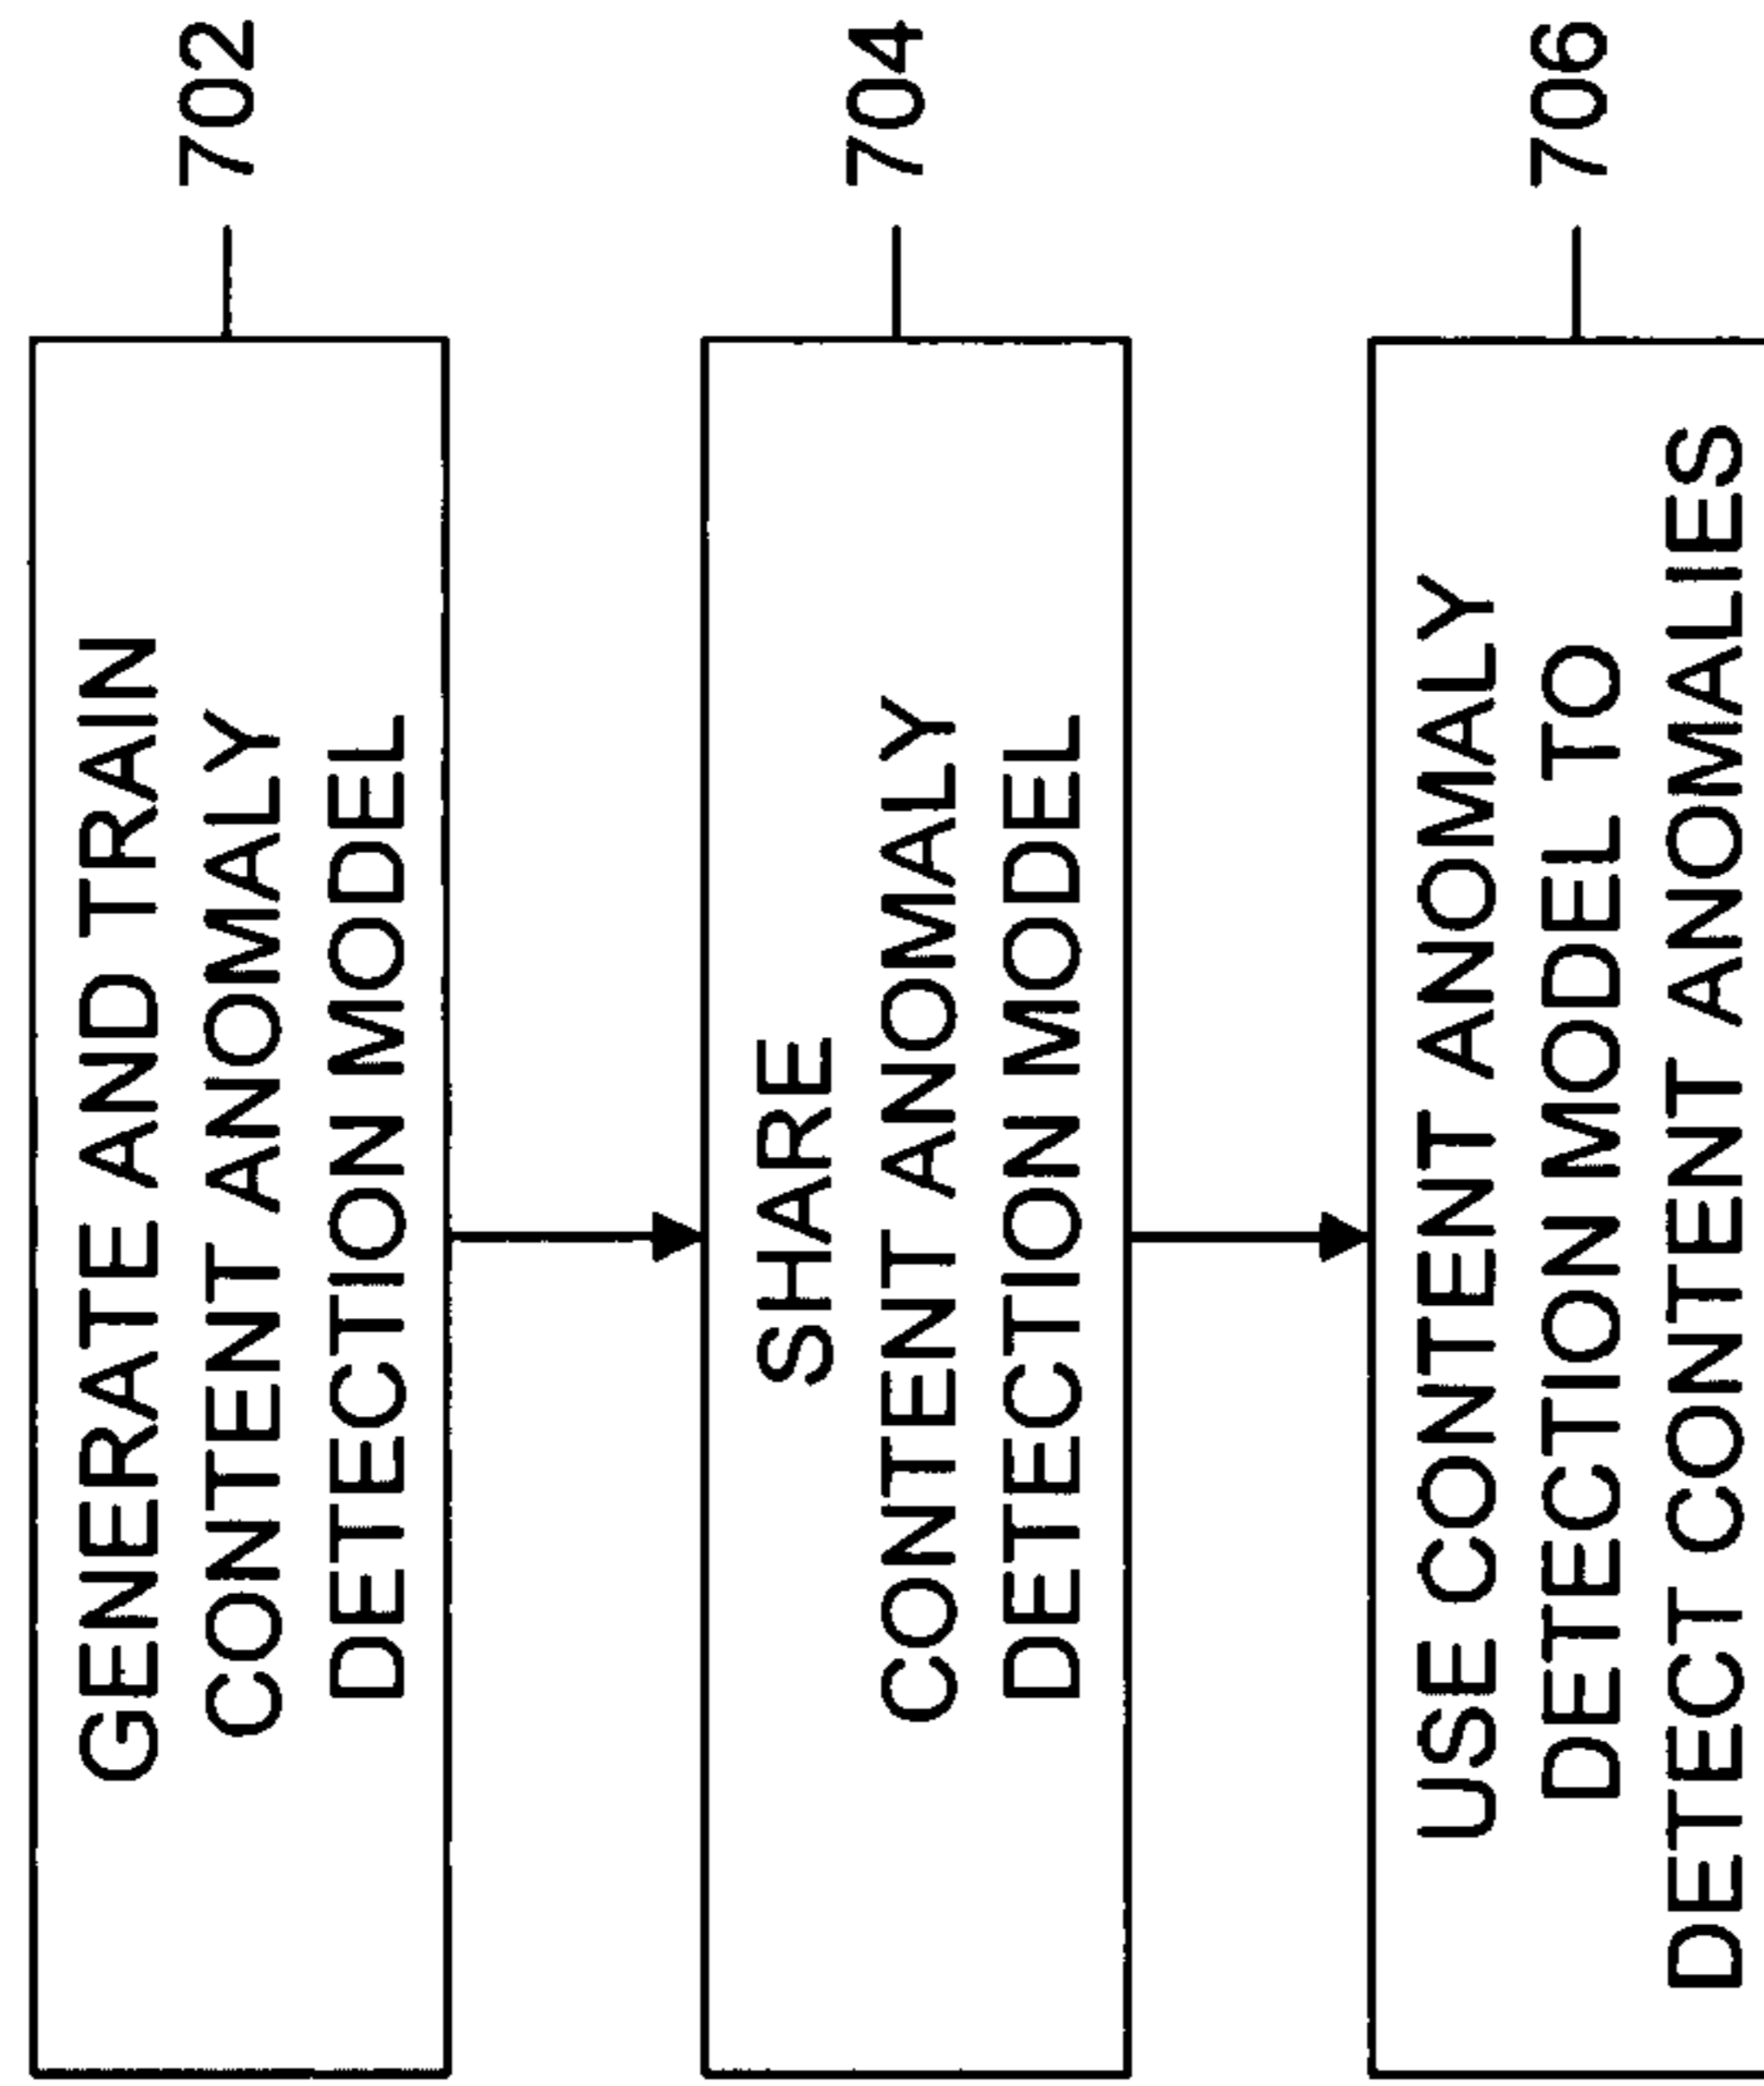 GENERATE AND TRAIN
CONTENT ANOMALY
DETECTION MODEL
702
SHARE
CONTENT ANOMALY
DETECTION MODEL
704
USE CONTENT ANOMALY
DETECTION MODEL TO
DETECT CONTENT ANOMALIES
706